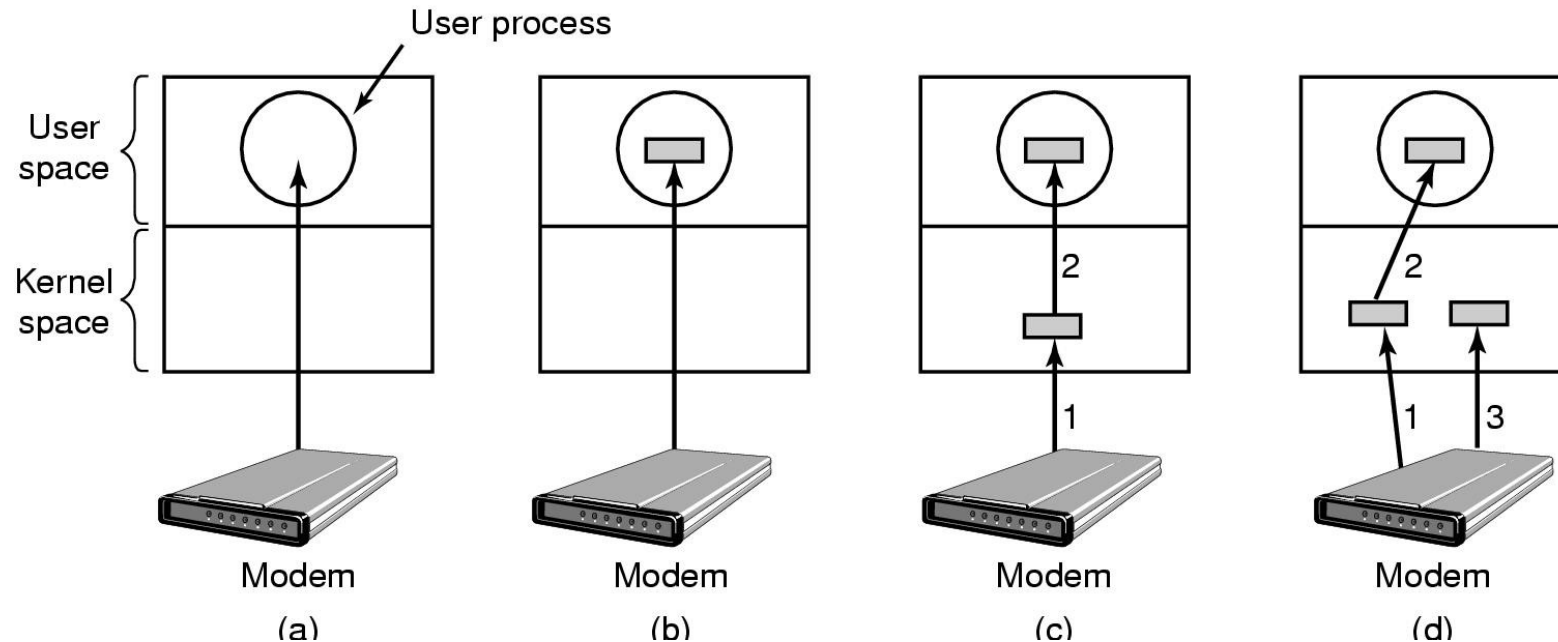 User process
User
space
Kernel
space
2
2
1
1
3
Modem
Modem
Modem
Modem
(a)
(b)
(c)
(d)